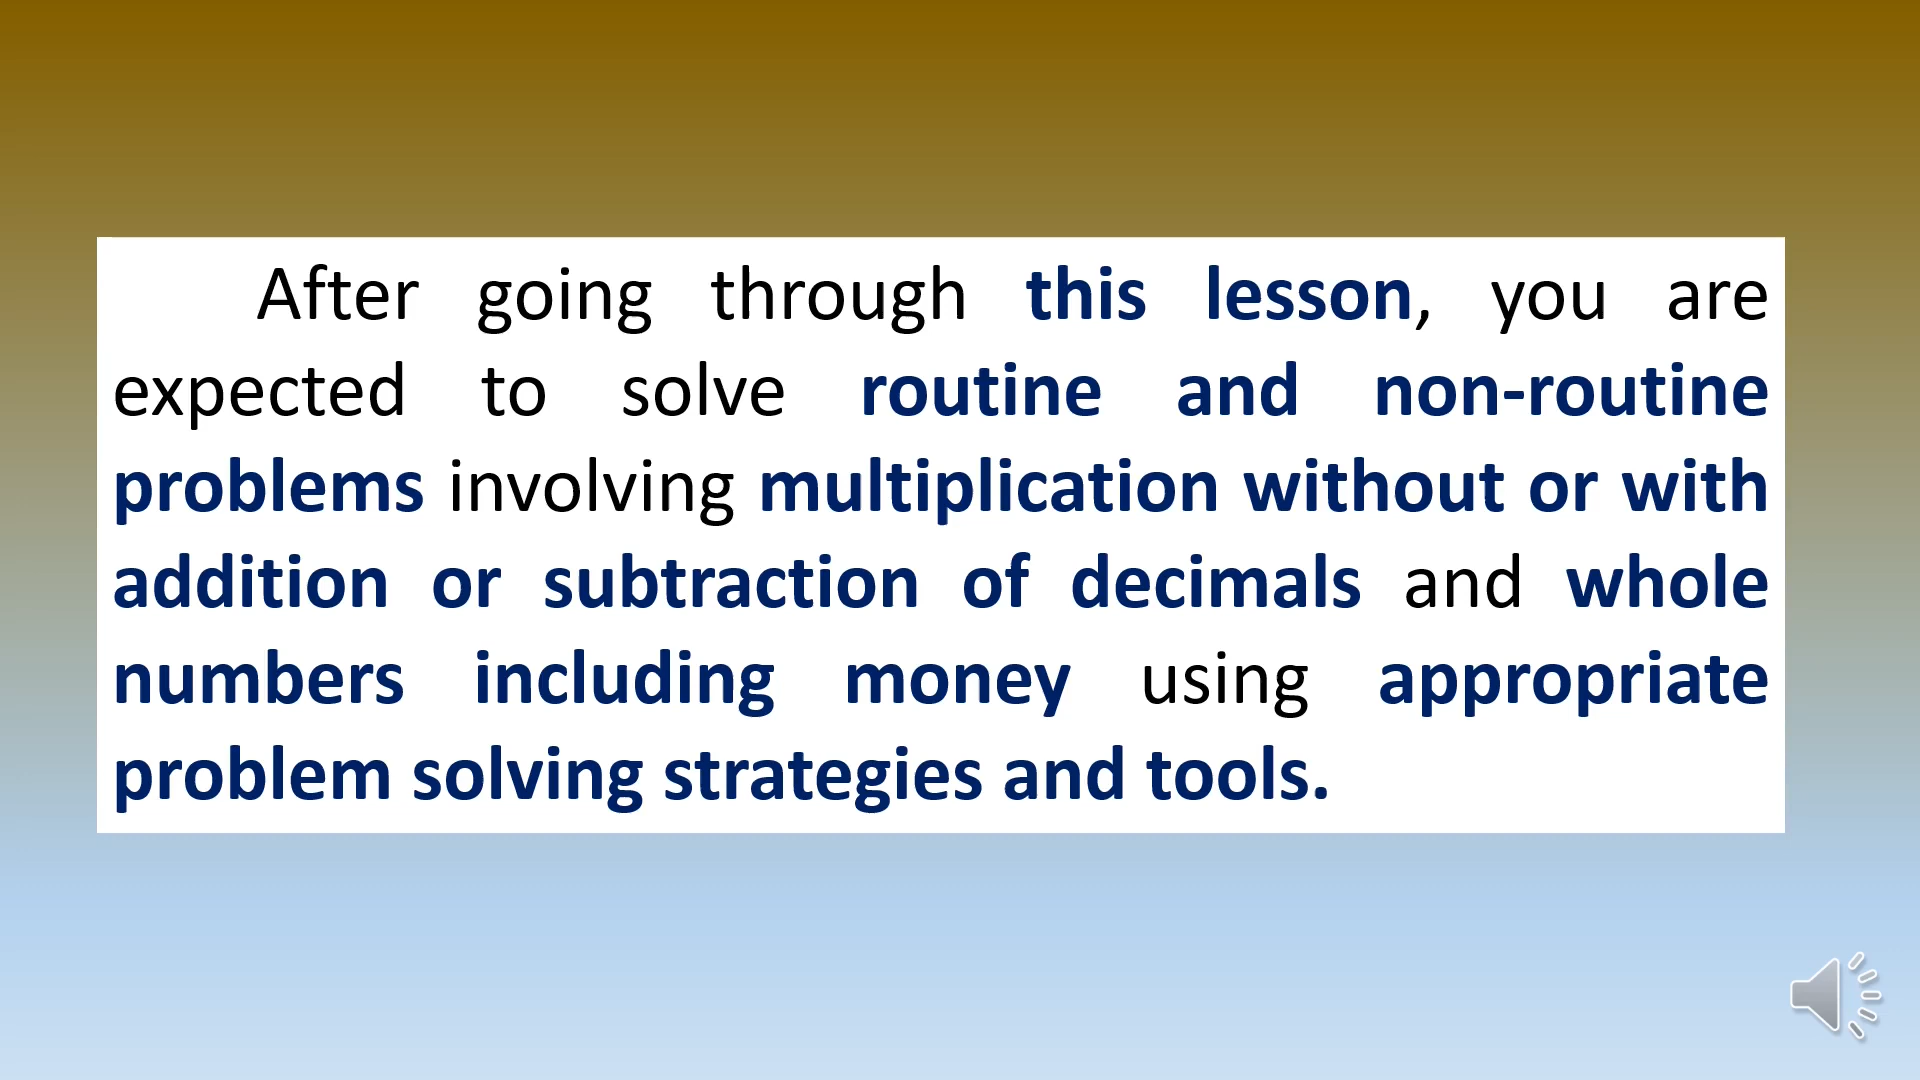 After going through this lesson, you are
expected to solve routine and non-routine
problems involving multiplication without or with
addition or subtraction of decimals and whole
numbers including money using appropriate
problem solving strategies and tools.